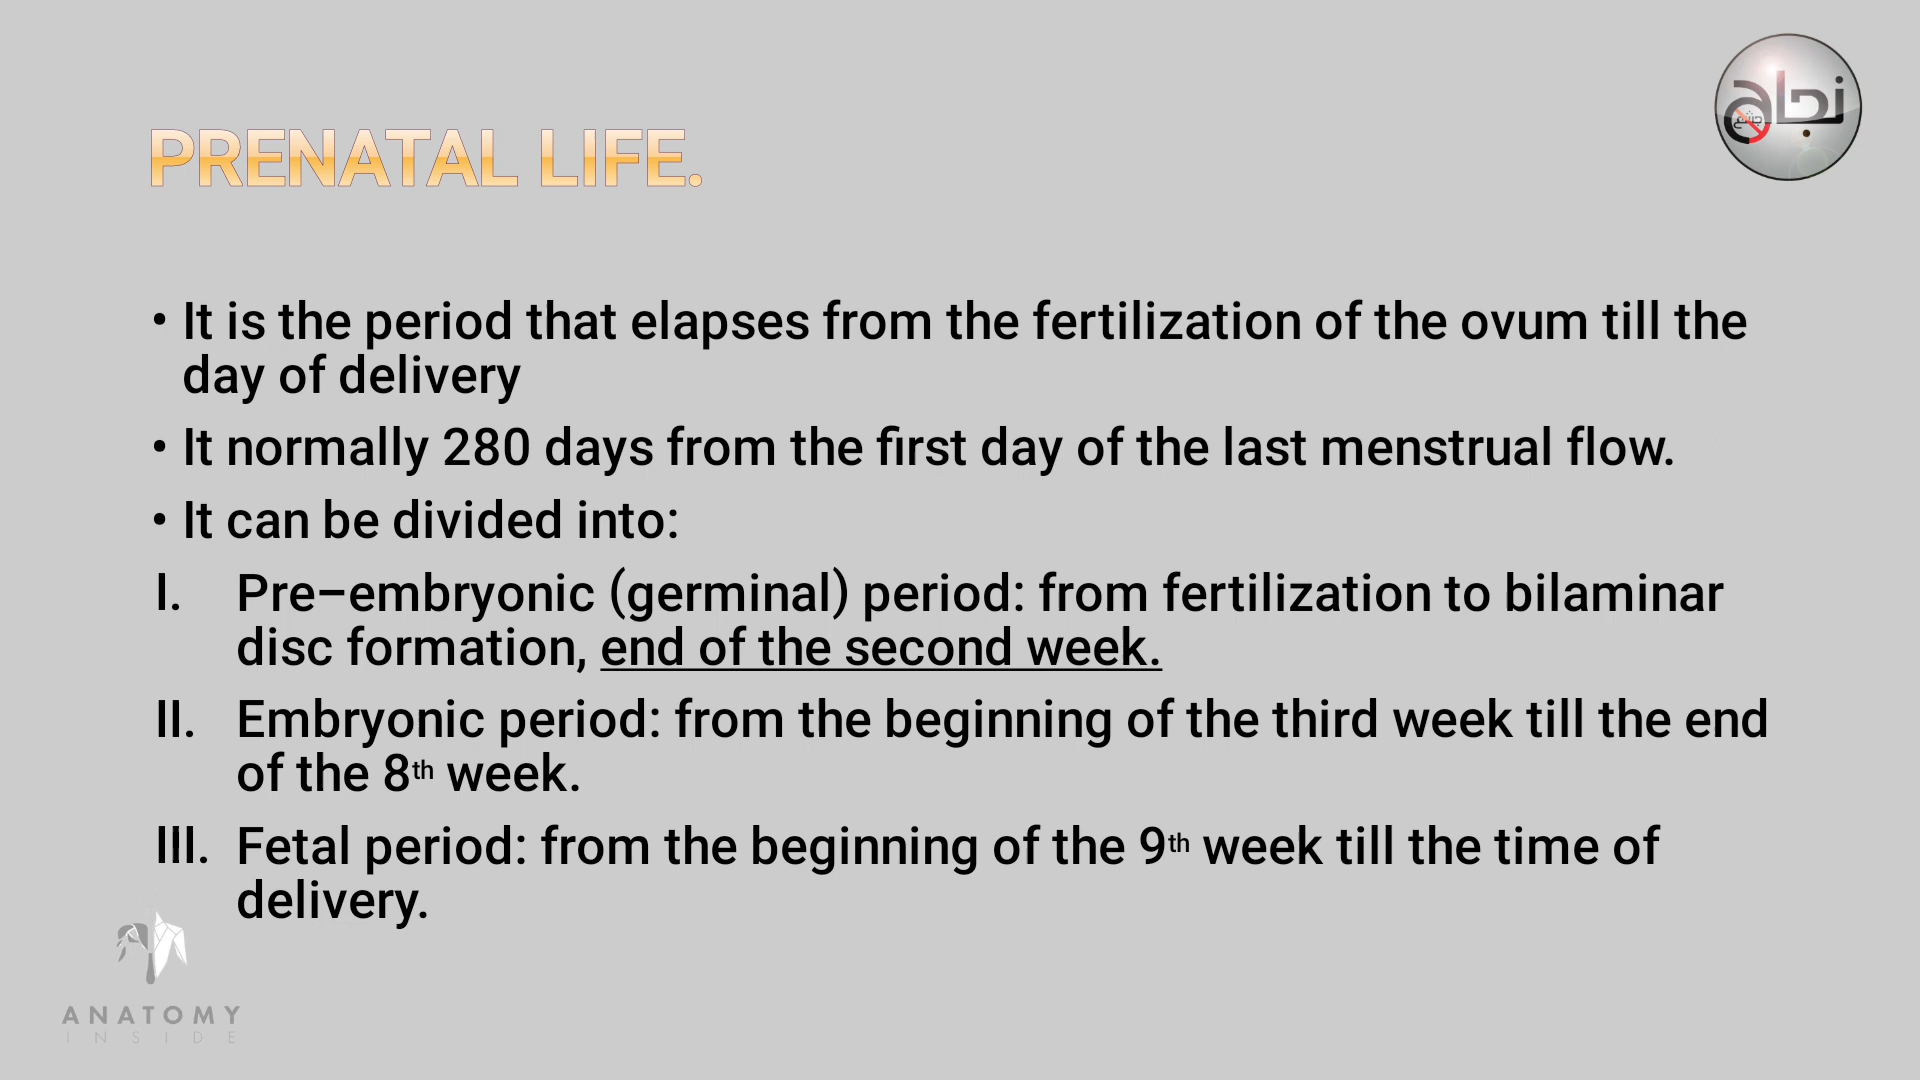 PRENATAL LIFE.
• It is the period that elapses from the fertilization of the ovum till the
day of delivery
• It normally 280 days from the first day of the last menstrual flow.
• It can be divided into:
I. Pre–embryonic (germinal) period: from fertilization to bilaminar
disc formation, end of the second week.
II. Embryonic period: from the beginning of the third week till the end
of the 8th week.
III. Fetal period: from the beginning of the 9th week till the time of
delivery.
ANATOMY
INSIDE